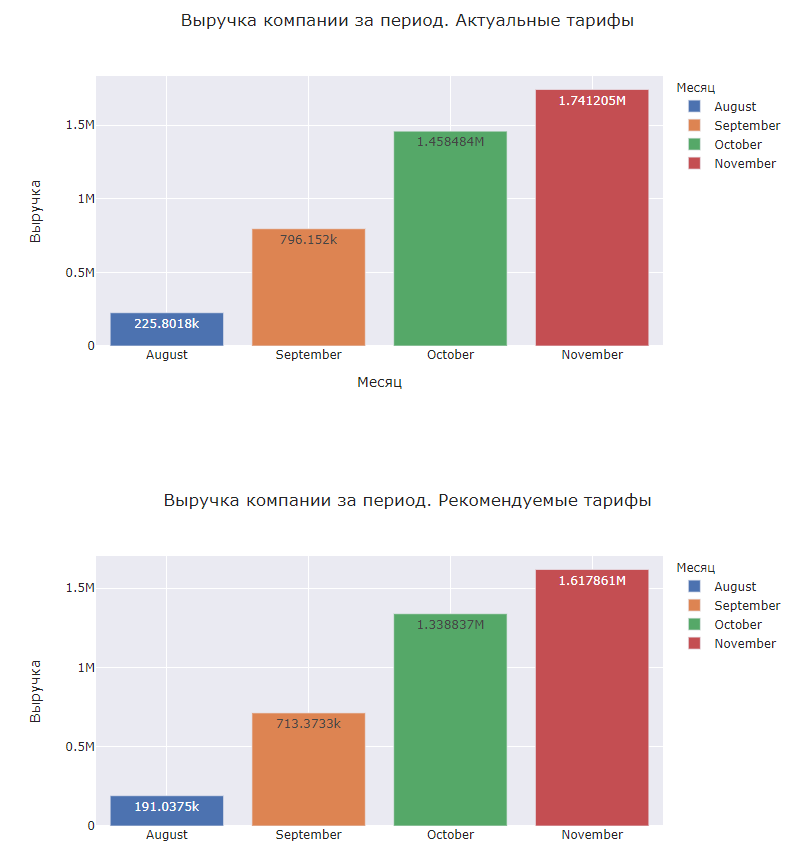 Выручка компании за период. Актуальные тарифы
Месяц
August
September
October
November
Выручка
1.5M
1M
0.5M
0
225.8018k
796.152k
1.458484M
1.741205M
August
September
October
November
Месяц
Выручка компании за период. Рекомендуемые тарифы
Месяц
August
September
October
November
Выручка
1.5M
1M
0.5M
0
191.0375k
713.3733k
1.338837M
1.617861M
August
September
October
November